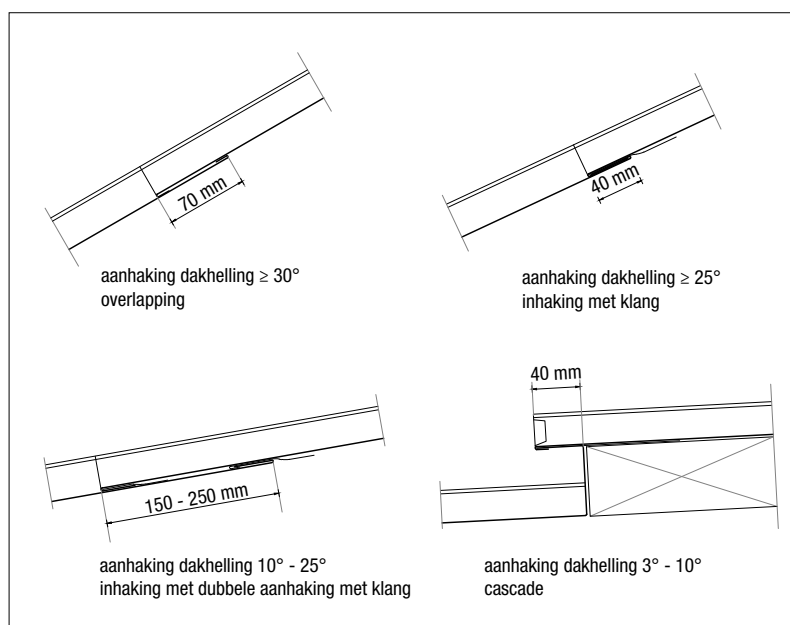 70 mm
aanhaking dakhelling ≥ 30°
overlapping
40 mm
aanhaking dakhelling ≥ 25°
inhaking met klang
150 - 250 mm
aanhaking dakhelling 10° - 25°
inhaking met dubbele aanhaking met klang
40 mm
aanhaking dakhelling 3° - 10°
cascade